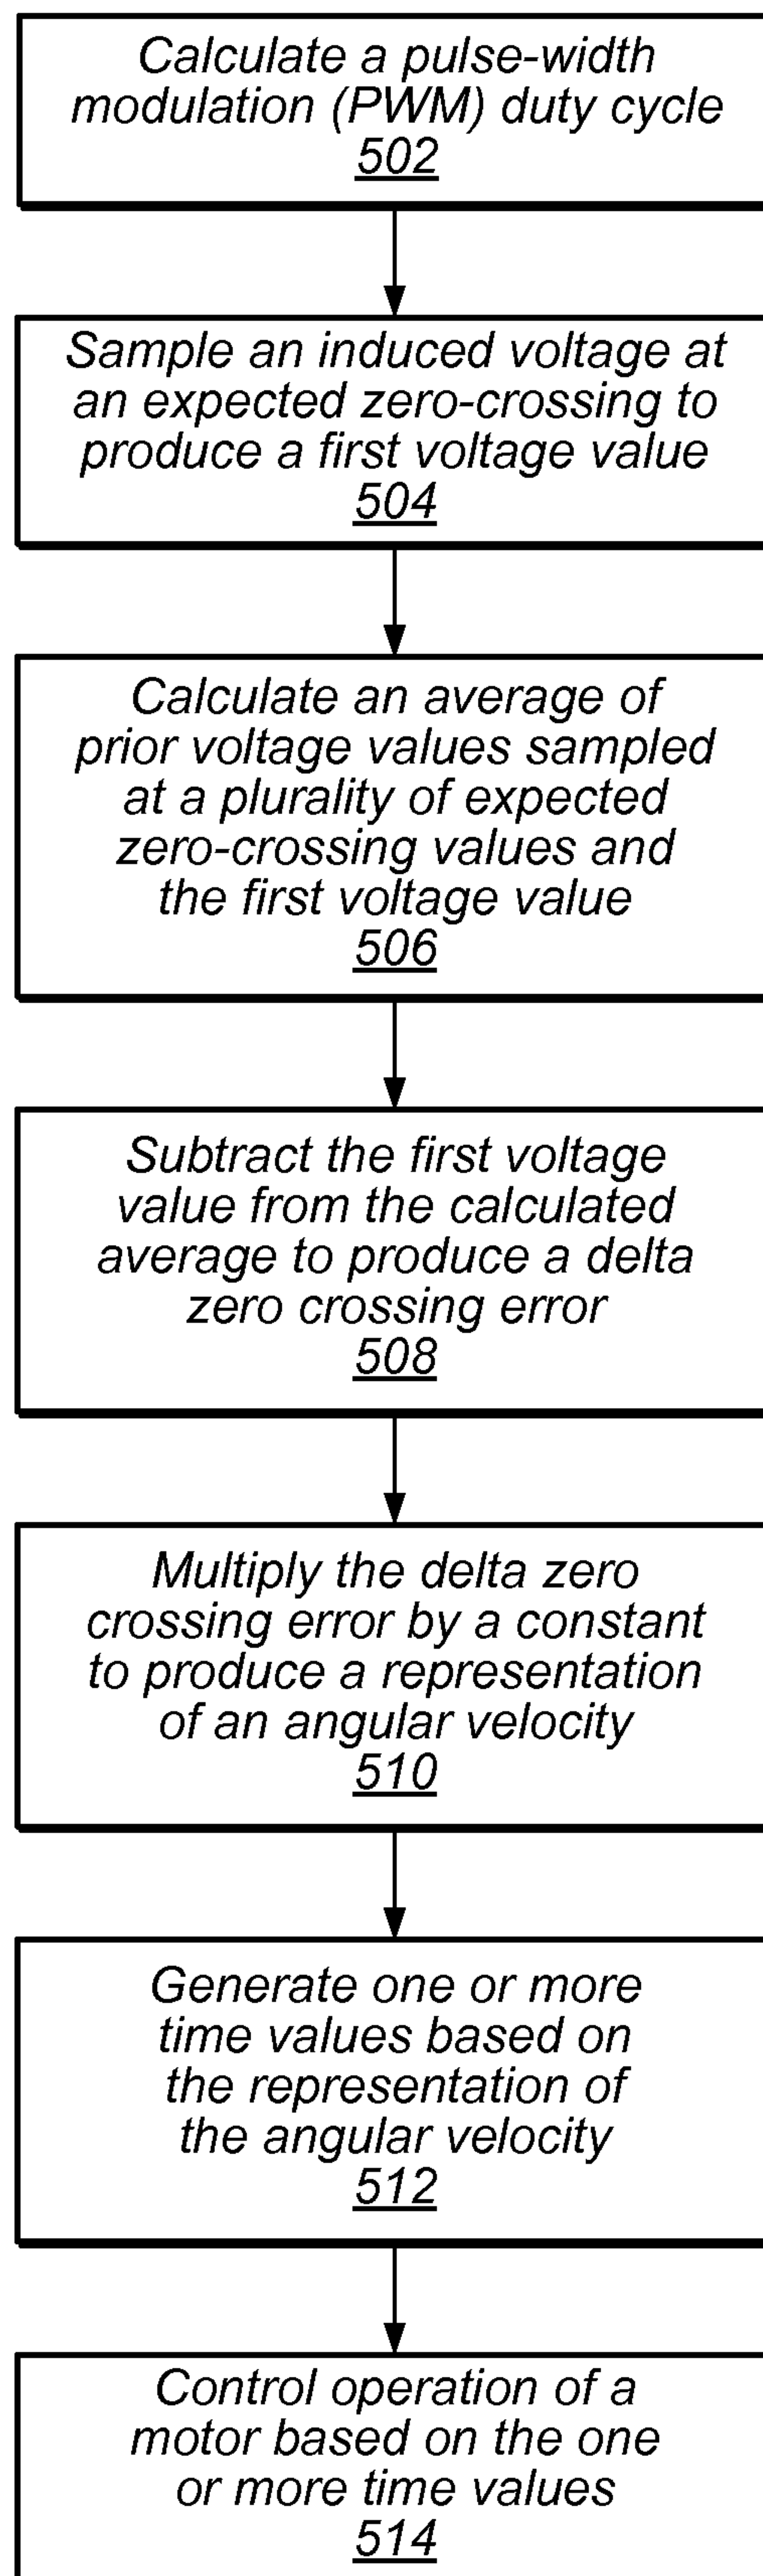 Calculate a pulse-width
modulation (PWM) duty cycle
502
Sample an induced voltage at
an expected zero-crossing to
produce a first voltage value
504
Calculate an average of
prior voltage values sampled
at a plurality of expected
zero-crossing values and
the first voltage value
506
Subtract the first voltage
value from the calculated
average to produce a delta
zero crossing error
508
Multiply the delta zero
crossing error by a constant
to produce a representation
of an angular velocity
510
Generate one or more
time values based on
the representation of
the angular velocity
512
Control operation of a
motor based on the one
or more time values
514